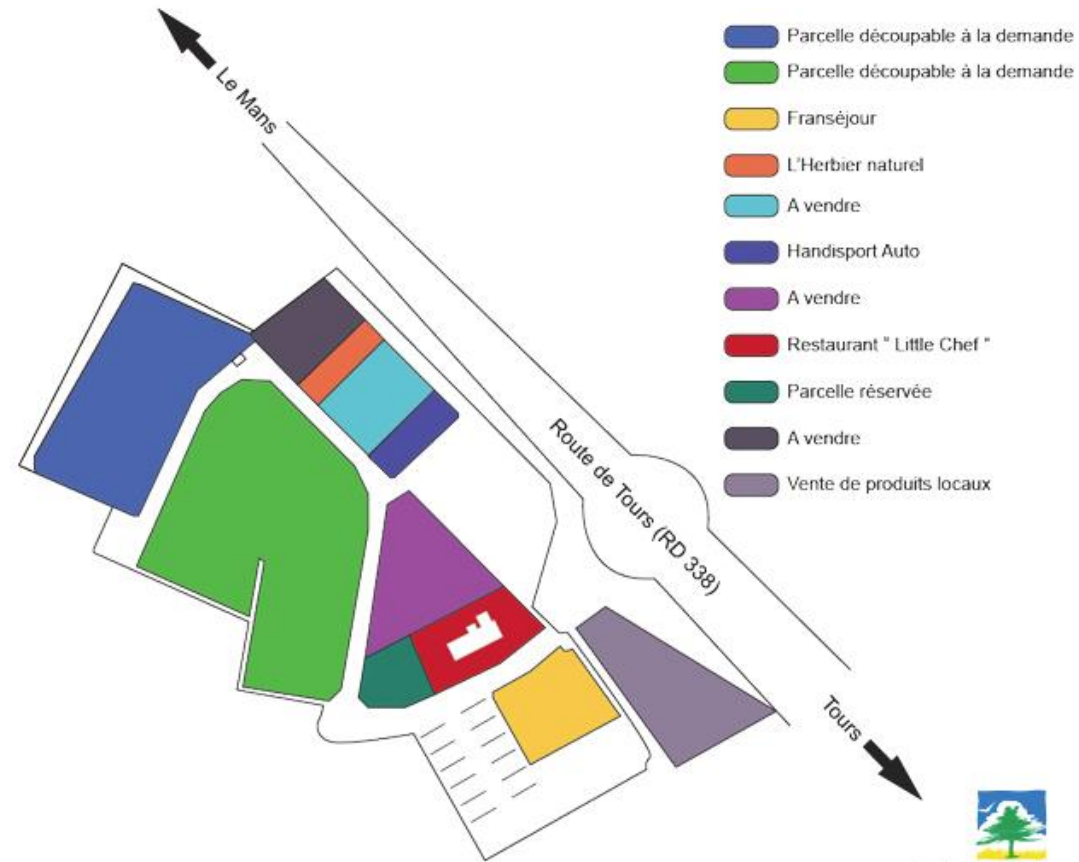 Parcelle découpable à la demande
Parcelle découpable à la demande
Franséjour
L'Herbier naturel
A vendre
Handisport Auto
A vendre
Restaurant " Little Chef "
Parcelle réservée
A vendre
Vente de produits locaux
Le Mans
Route de Tours (RD 338)
Tours